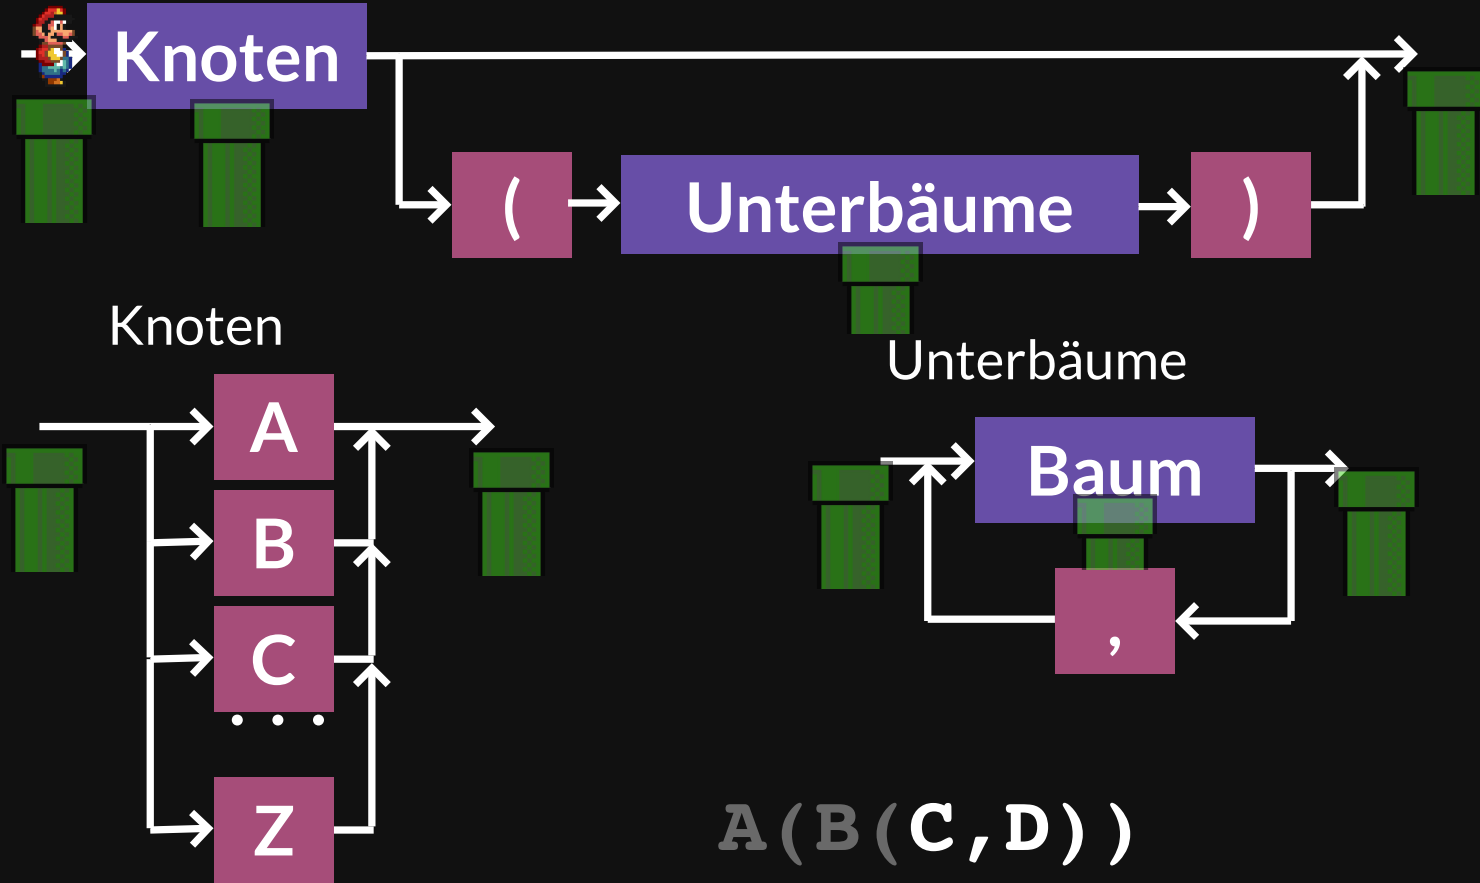 Knoten
( Unterbäume )
Knoten
Unterbäume
A
Baum
B
C
,
...
Z
A(B(C,D))